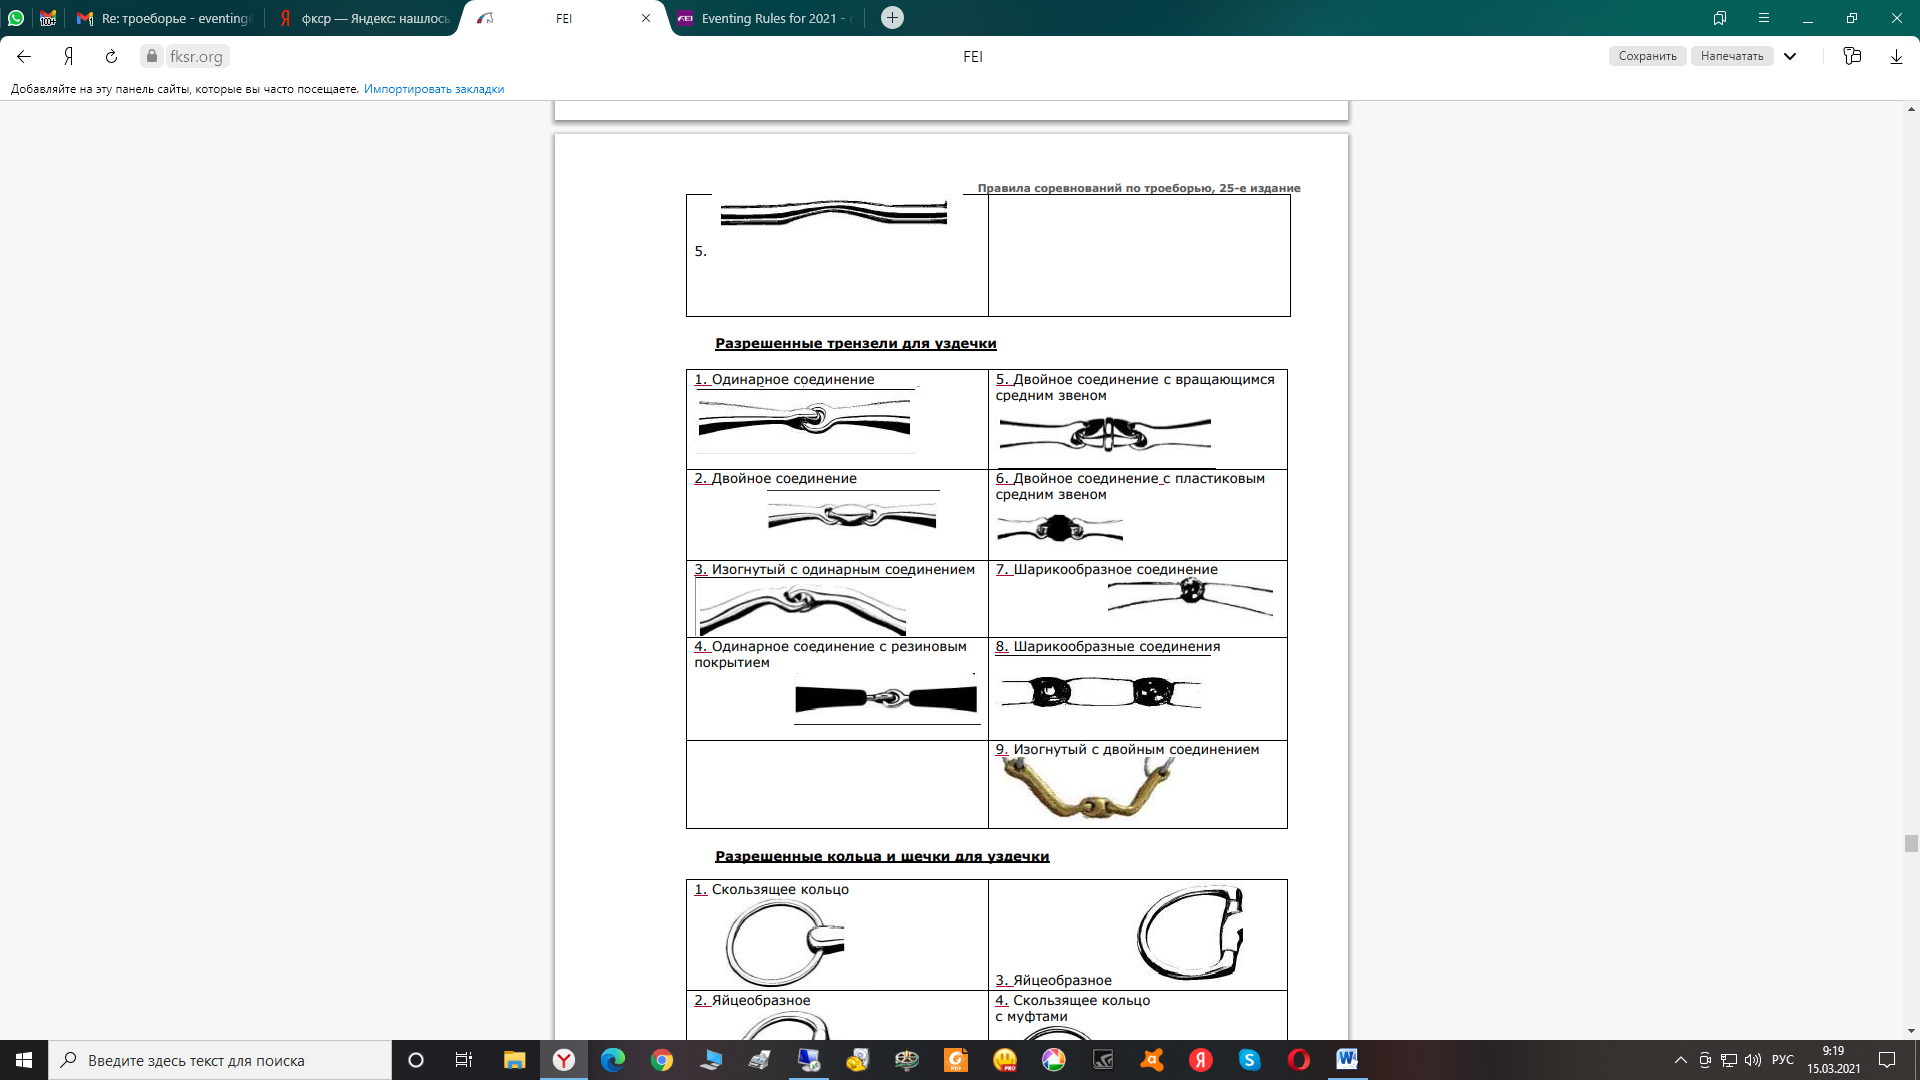 Re: троеборье - eventing
фкср — Яндекс: нашлось
FEI
Eventing Rules for 2021 -
fksr.org
FEI
Сохранить
Напечатать
Добавляйте на эту панель сайты, которые вы часто посещаете. Импортировать закладки
Правила соревнований по троеборью, 25-е издание
5.
Разрешенные трензели для уздечки
1. Одинарное соединение
5. Двойное соединение с вращающимся
средним звеном
2. Двойное соединение
6. Двойное соединение с пластиковым
средним звеном
3. Изогнутый с одинарным соединением
7. Шарикообразное соединение
4. Одинарное соединение с резиновым
покрытием
8. Шарикообразные соединения
9. Изогнутый с двойным соединением
Разрешенные кольца и щечки для уздечки
1. Скользящее кольцо
3. Яйцеобразное
2. Яйцеобразное
4. Скользящее кольцо
с муфтами
Введите здесь текст для поиска
РУС
9:19
15.03.2021